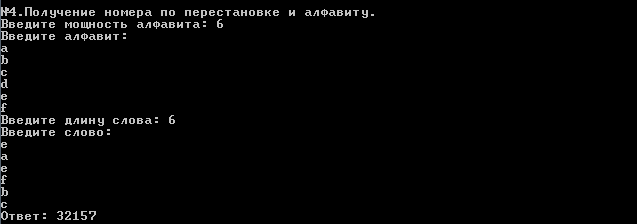 №4.Получение номера по перестановке и алфавиту.
Введите мощность алфавита: 6
Введите алфавит:
a
b
c
d
e
f
Введите длину слова: 6
Введите слово:
e
a
e
f
b
c
Ответ: 32157